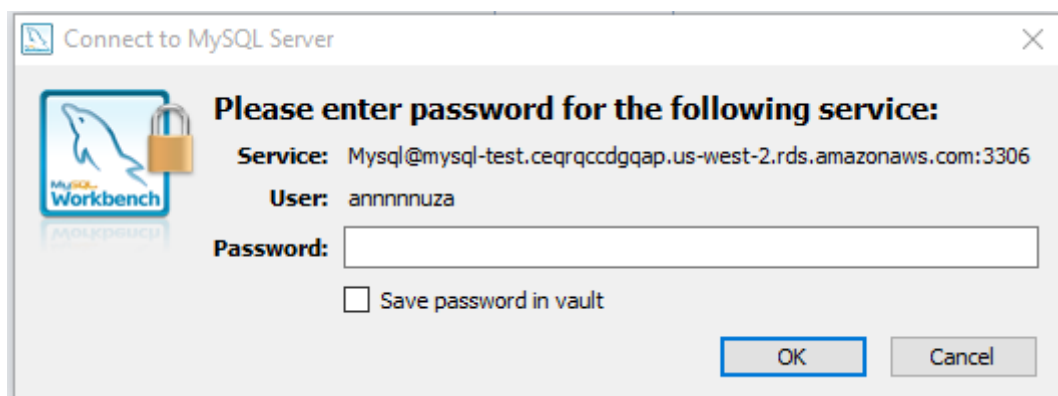 Connect to MySQL Server
Please enter password for the following service:
Service: Mysql@mysql-test.ceqrqccdgqap.us-west-2.rds.amazonaws.com:3306
MySQL
Workbench
User: annnnnuza
Password:
Save password in vault
OK Cancel